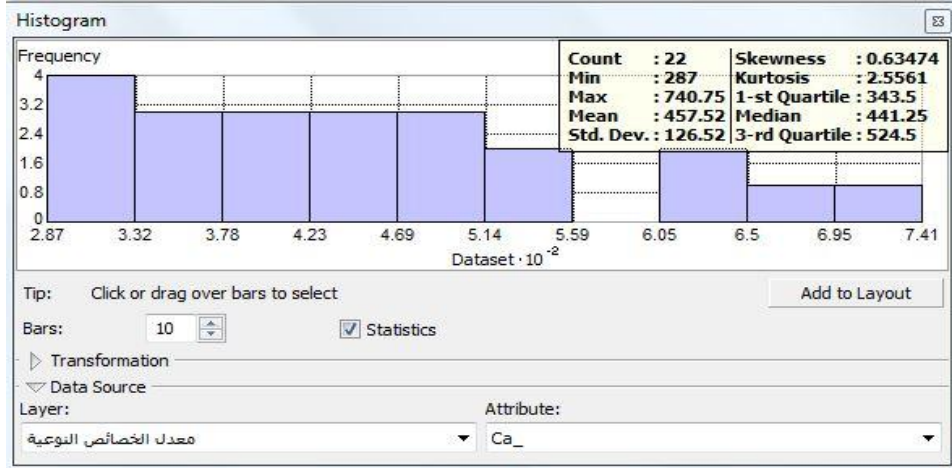 Histogram
Frequency
Count : 22 Skewness : 0.63474
Min : 287 Kurtosis : 2.5561
Max : 740.75 1-st Quartile : 343.5
Mean : 457.52 Median : 441.25
Std. Dev. : 126.52 3-rd Quartile : 524.5
4
3.2
2.4
1.6
0.8
0
2.87 3.32 3.78 4.23 4.69 5.14 5.59 6.05 6.5 6.95 7.41
Dataset · 10⁻²
Tip: Click or drag over bars to select
Add to Layout
Bars: 10 Statistics
Transformation
Data Source
Layer: Attribute:
معدل الخصائص النوعية Ca_